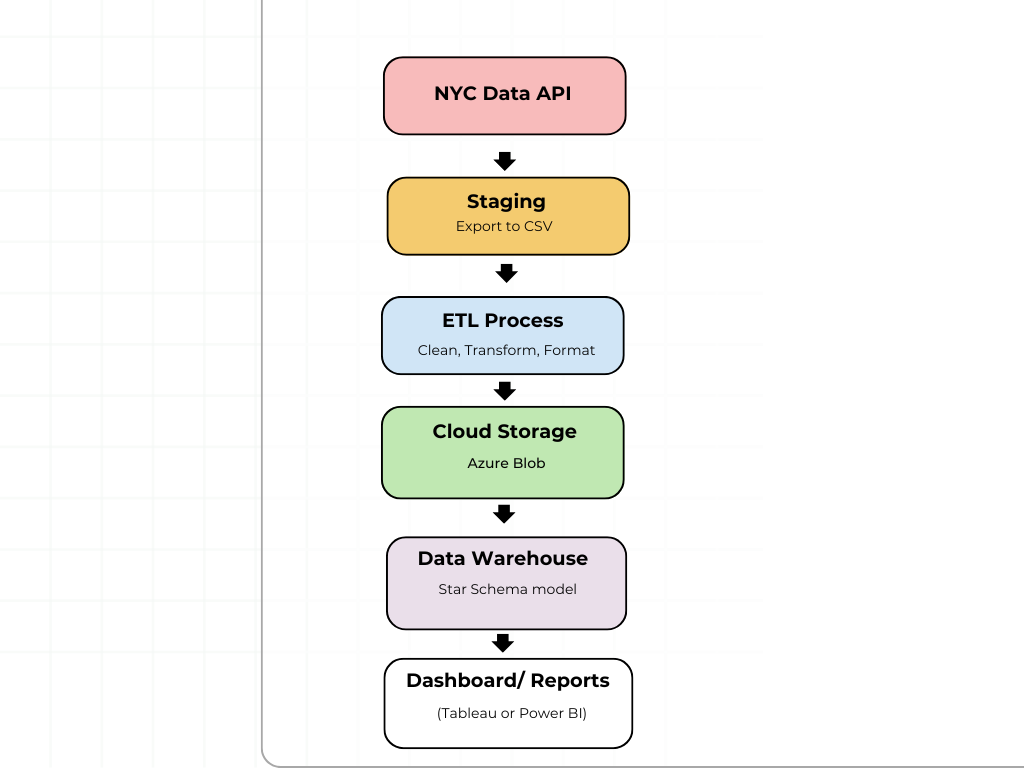 NYC Data API
Staging
Export to CSV
ETL Process
Clean, Transform, Format
Cloud Storage
Azure Blob
Data Warehouse
Star Schema model
Dashboard/ Reports
(Tableau or Power BI)